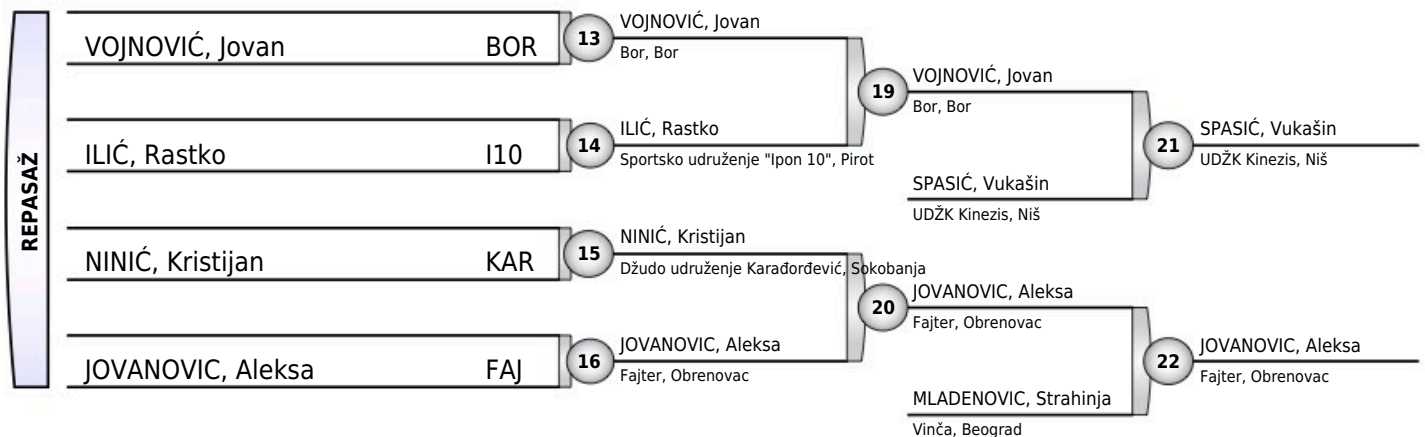 REPASAŽ
VOJNOVIĆ, Jovan BOR
13
VOJNOVIĆ, Jovan
Bor, Bor
ILIĆ, Rastko I10
14
ILIĆ, Rastko
Sportsko udruženje "Ipon 10", Pirot
19
VOJNOVIĆ, Jovan
Bor, Bor
SPASIĆ, Vukašin
UDŽK Kinezis, Niš
21
SPASIĆ, Vukašin
UDŽK Kinezis, Niš
NINIĆ, Kristijan KAR
15
NINIĆ, Kristijan
Džudo udruženje Karađorđević, Sokobanja
JOVANOVIC, Aleksa FAJ
16
JOVANOVIC, Aleksa
Fajter, Obrenovac
20
JOVANOVIC, Aleksa
Fajter, Obrenovac
MLADENOVIC, Strahinja
Vinča, Beograd
22
JOVANOVIC, Aleksa
Fajter, Obrenovac